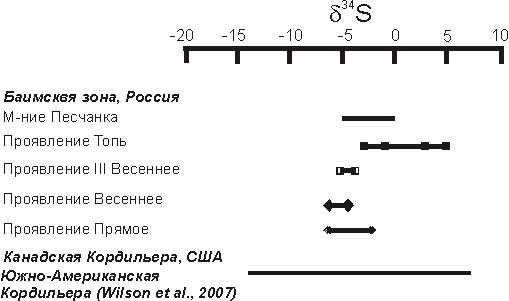 δ³⁴S
-20 -15 -10 -5 0 5 10
Баимсквя зона, Россия
М-ние Песчанка
Проявление Топь
Проявление III Весеннее
Проявление Весеннее
Проявление Прямое
Канадская Кордильера, США
Южно-Американская
Кордильера (Wilson et al., 2007)